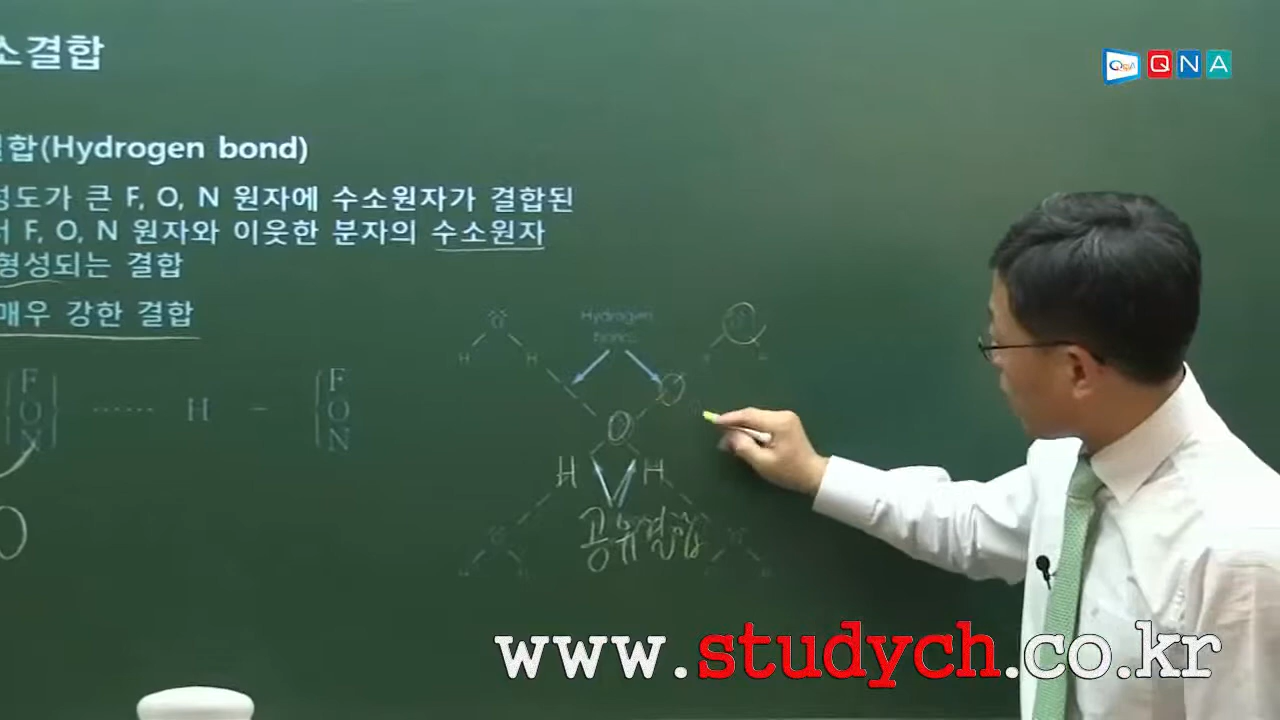 소결합
QNA
합(Hydrogen bond)
성도가 큰 F, O, N 원자에 수소원자가 결합된
서 F, O, N 원자와 이웃한 분자의 수소원자
형성되는 결합
매우 강한 결합
Hydrogen
bonds
F
O
N
H
F
O
N
O
H H
공유결합
www.studych.co.kr